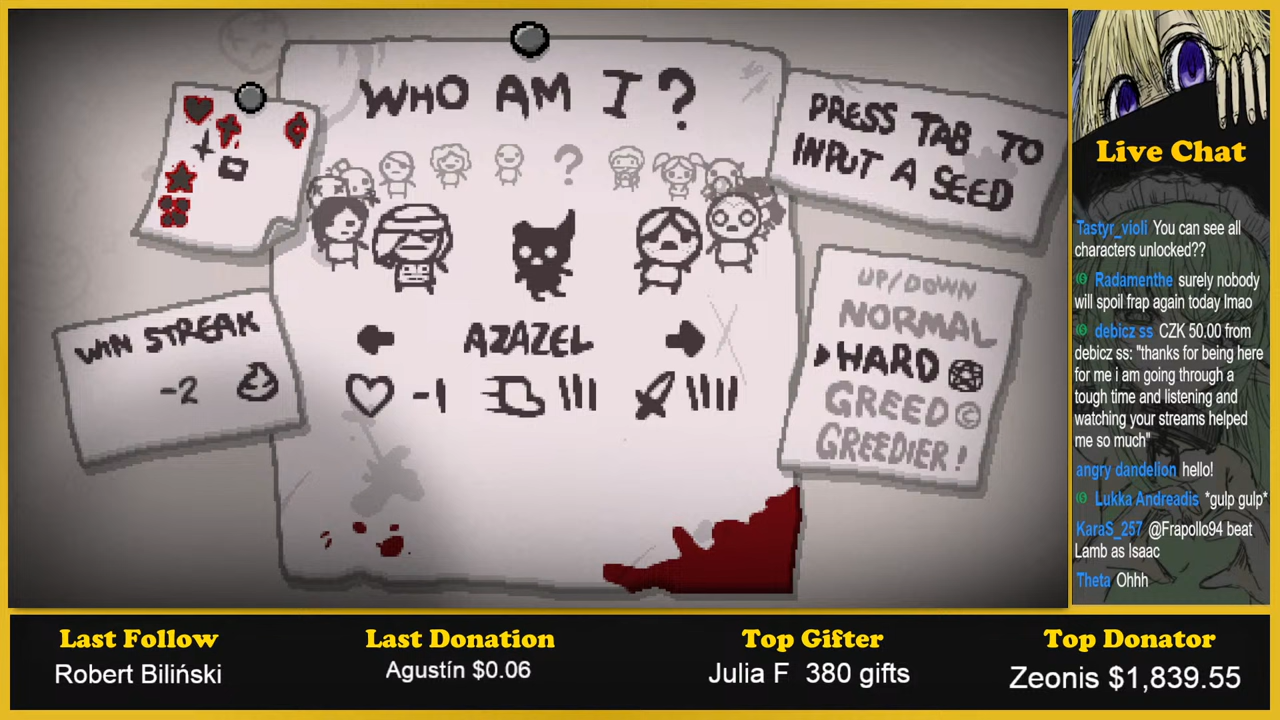 WHO AM I?
PRESS TAB TO
INPUT A SEED
WIN STREAK
-2
AZAZEL
-1
UP/DOWN
NORMAL
HARD
GREED
GREEDIER!
Live Chat
Tastyr_violi You can see all
characters unlocked??
Radamenthe surely nobody
will spoil frap again today lmao
debicz ss CZK 50.00 from
debicz ss: "thanks for being here
for me i am going through a
tough time and listening and
watching your streams helped
me so much"
angry dandelion hello!
Lukka Andreadis *gulp gulp*
KaraS_257 @Frapollo94 beat
Lamb as Isaac
Theta Ohhh
Last Follow
Robert Biliński
Last Donation
Agustín $0.06
Top Gifter
Julia F 380 gifts
Top Donator
Zeonis $1,839.55